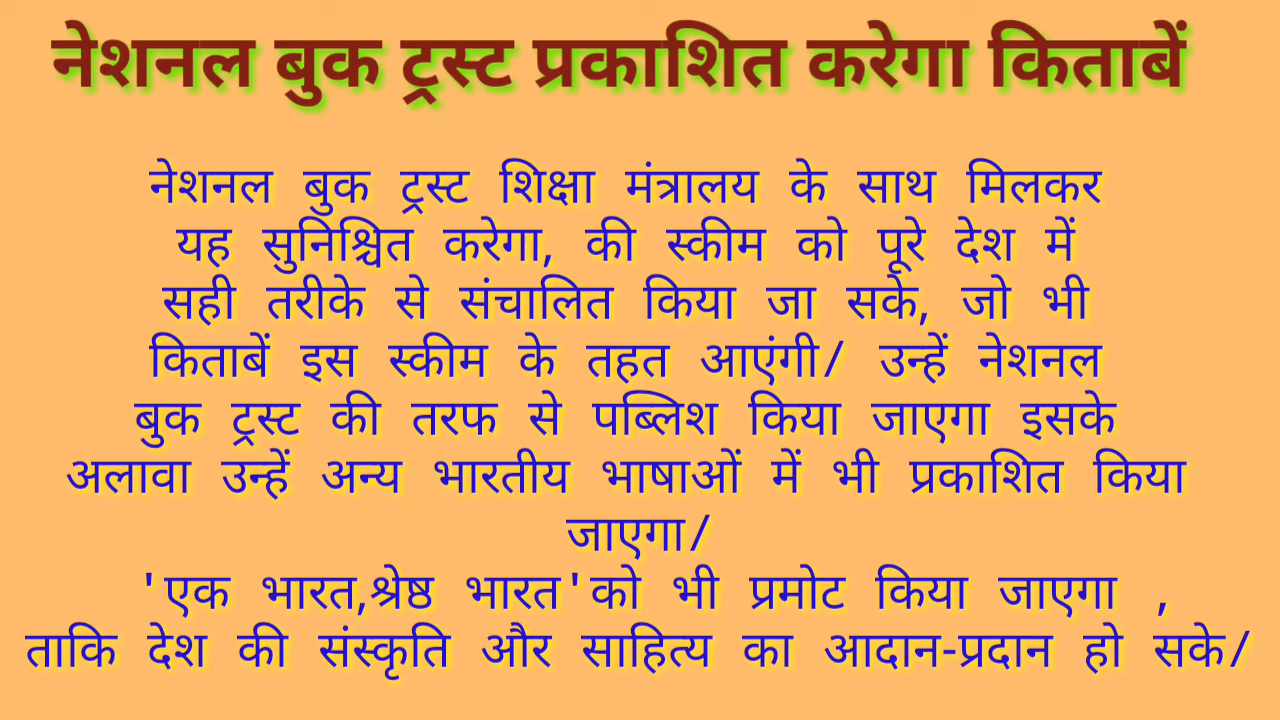 नेशनल बुक ट्रस्ट प्रकाशित करेगा किताबें
नेशनल बुक ट्रस्ट शिक्षा मंत्रालय के साथ मिलकर
यह सुनिश्चित करेगा, की स्कीम को पूरे देश में
सही तरीके से संचालित किया जा सके, जो भी
किताबें इस स्कीम के तहत आएंगी/ उन्हें नेशनल
बुक ट्रस्ट की तरफ से पब्लिश किया जाएगा इसके
अलावा उन्हें अन्य भारतीय भाषाओं में भी प्रकाशित किया
जाएगा/
'एक भारत,श्रेष्ठ भारत'को भी प्रमोट किया जाएगा ,
ताकि देश की संस्कृति और साहित्य का आदान-प्रदान हो सके/